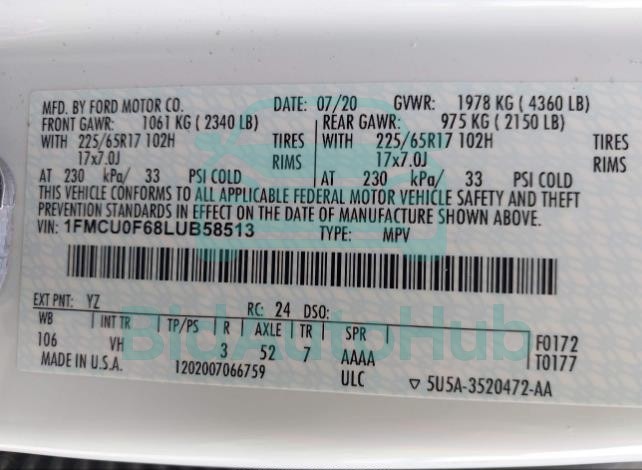 MFD. BY FORD MOTOR CO. DATE: 07/20 GVWR: 1978 KG ( 4360 LB)
FRONT GAWR: 1061 KG ( 2340 LB) REAR GAWR: 975 KG ( 2150 LB)
WITH 225/65R17 102H TIRES WITH 225/65R17 102H TIRES
17x7.0J RIMS 17x7.0J RIMS
AT 230 kPa/ 33 PSI COLD AT 230 kPa/ 33 PSI COLD
THIS VEHICLE CONFORMS TO ALL APPLICABLE FEDERAL MOTOR VEHICLE SAFETY AND THEFT
PREVENTION STANDARDS IN EFFECT ON THE DATE OF MANUFACTURE SHOWN ABOVE.
VIN: 1FMCU0F68LUB58513 TYPE: MPV
EXT PNT: YZ RC: 24 DSO:
WB INT TR TP/PS R AXLE TR SPR F0172
106 VH 3 52 7 AAAA T0177
MADE IN U.S.A. 1202007066759 ULC 5U5A-3520472-AA
BidAutoHub